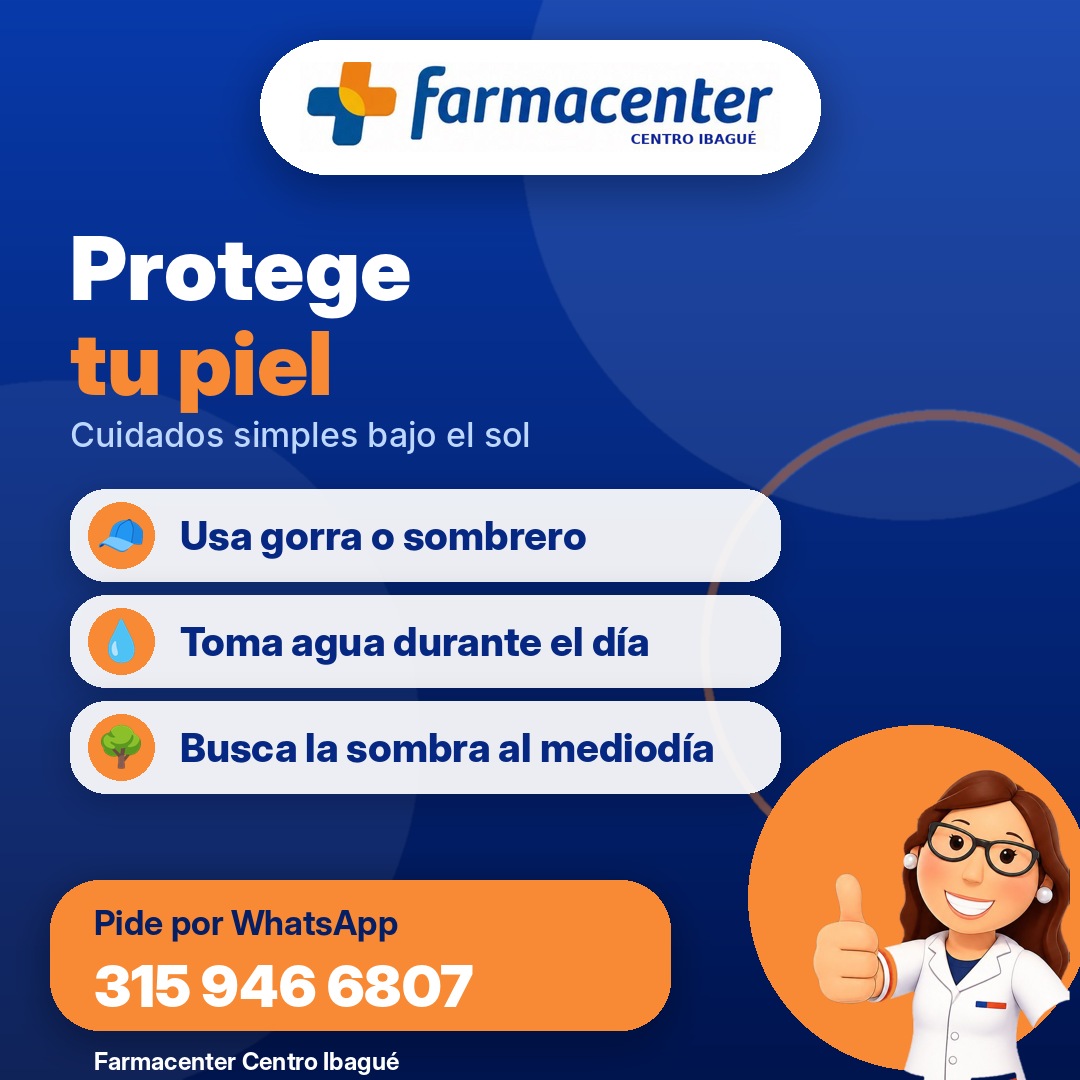 farmacenter
CENTRO IBAGUÉ
Protege
tu piel
Cuidados simples bajo el sol
Usa gorra o sombrero
Toma agua durante el día
Busca la sombra al mediodía
Pide por WhatsApp
315 946 6807
Farmacenter Centro Ibagué